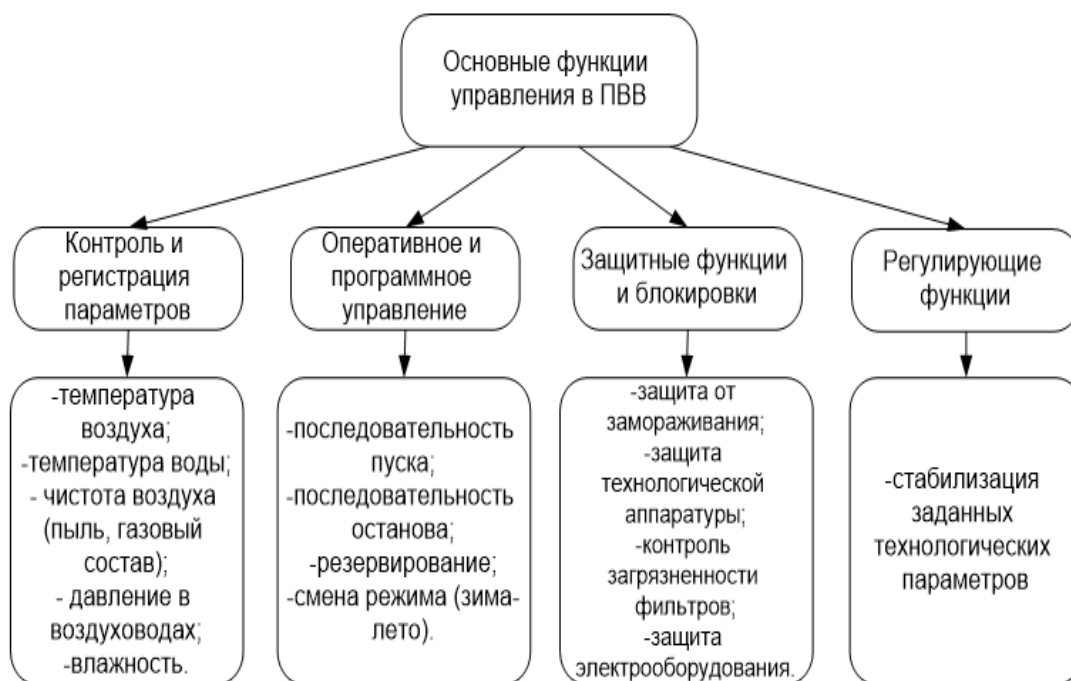 Основные функции
управления в ПВВ
Контроль и
регистрация
параметров
Оперативное и
программное
управление
Защитные функции
и блокировки
Регулирующие
функции
-температура
воздуха;
-температура воды;
- чистота воздуха
(пыль, газовый
состав);
- давление в
воздуховодах;
-влажность.
-последовательность
пуска;
-последовательность
останова;
-резервирование;
-смена режима (зима-
лето).
-защита от
замораживания;
-защита
технологической
аппаратуры;
-контроль
загрязненности
фильтров;
-защита
электрооборудования.
-стабилизация
заданных
технологических
параметров